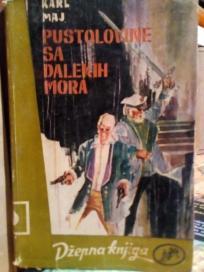 KARL
MAJ
PUSTOLOVINE
SA
DALEKIH
MORA
Džepna knjiga